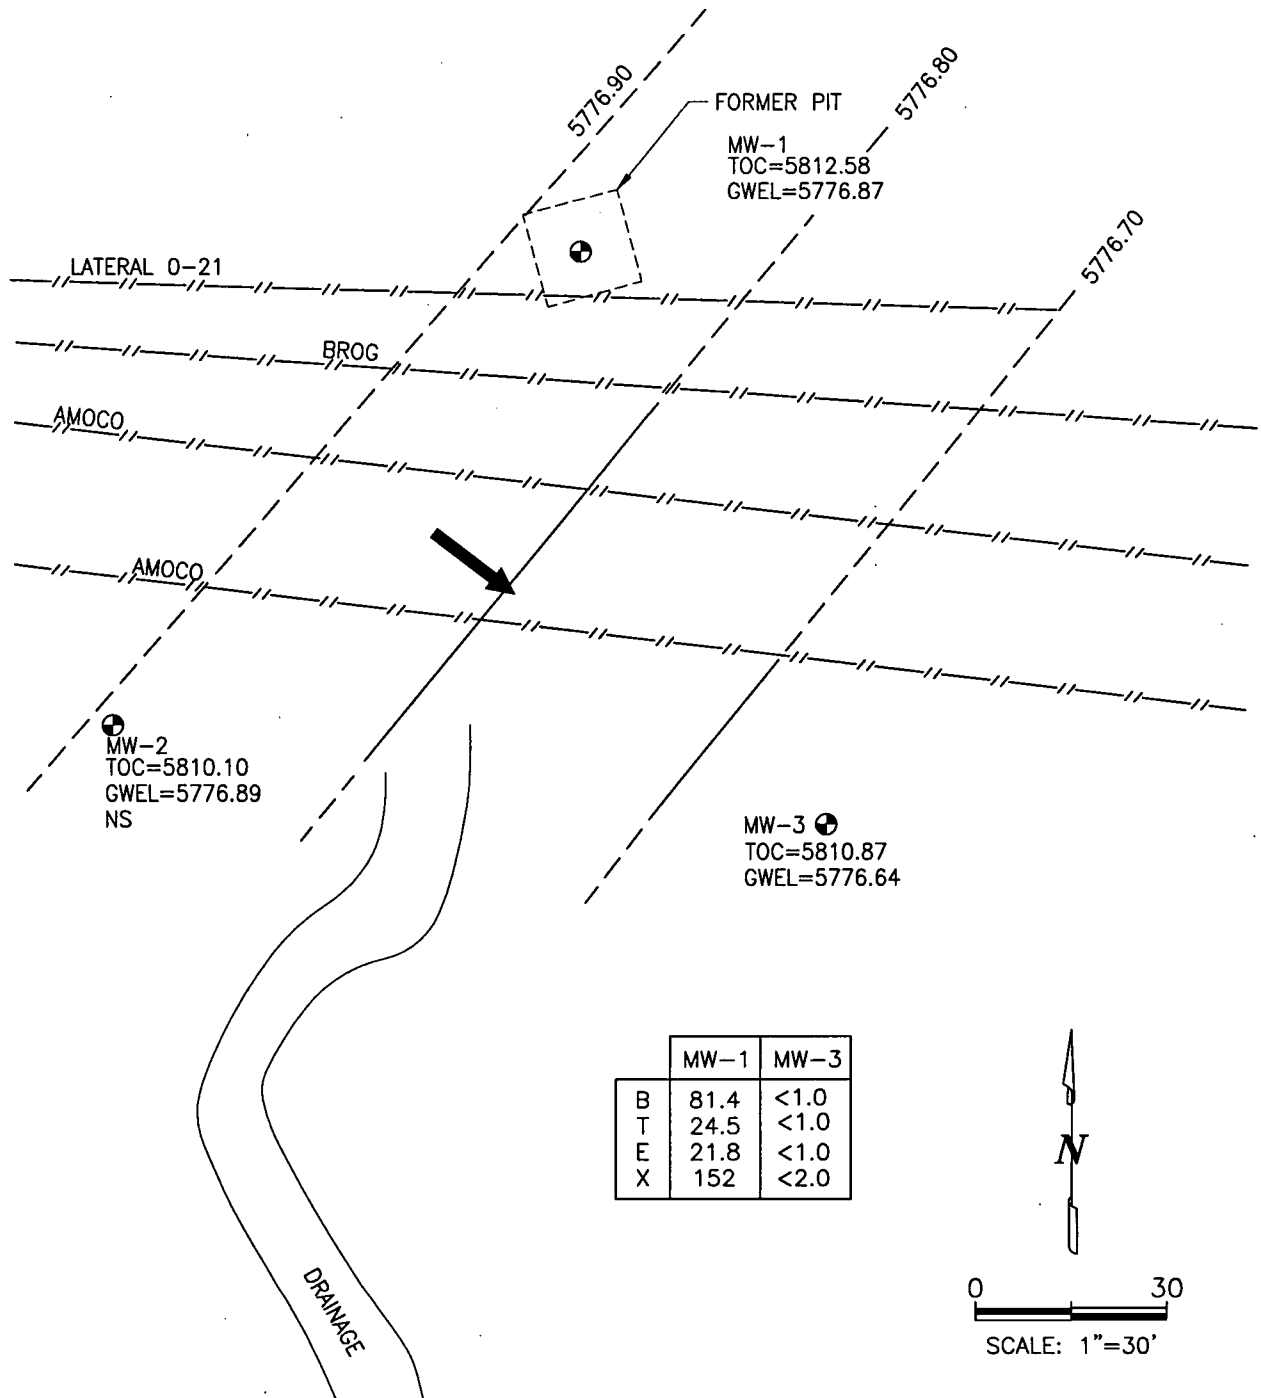 5776.90
5776.80
FORMER PIT
MW-1
TOC=5812.58
GWEL=5776.87
5776.70
LATERAL O-21
BROG
AMOCO
AMOCO
MW-2
TOC=5810.10
GWEL=5776.89
NS
MW-3
TOC=5810.87
GWEL=5776.64
MW-1 MW-3
B 81.4 <1.0
T 24.5 <1.0
E 21.8 <1.0
X 152 <2.0
N
0 30
SCALE: 1"=30'
DRAINAGE